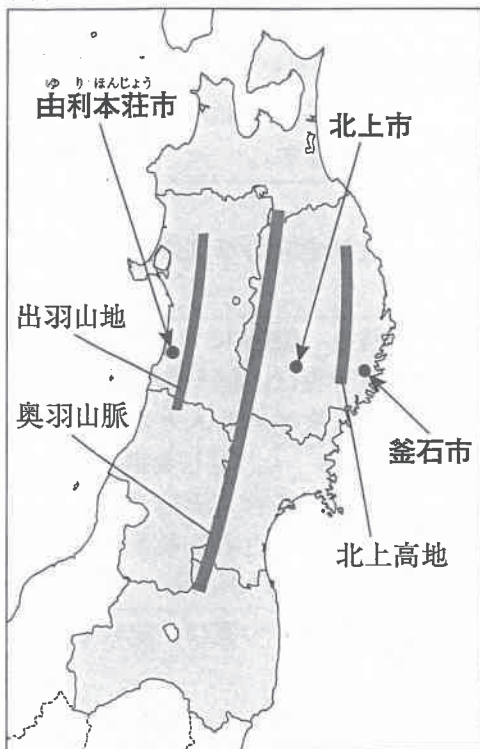 ゆりほんじょう
由利本荘市
北上市
出羽山地
奥羽山脈
釜石市
北上高地